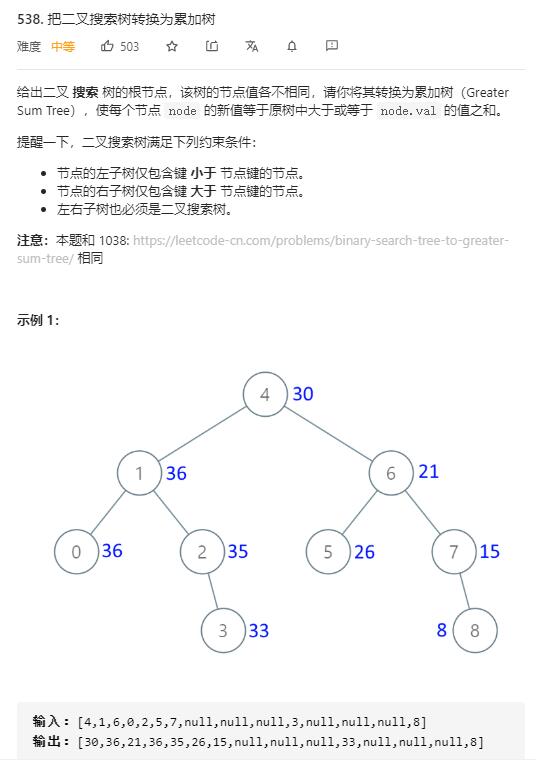 538. 把二叉搜索树转换为累加树
难度 中等 503
给出二叉 搜索 树的根节点，该树的节点值各不相同，请你将其转换为累加树（Greater
Sum Tree），使每个节点 node 的新值等于原树中大于或等于 node.val 的值之和。
提醒一下，二叉搜索树满足下列约束条件：
• 节点的左子树仅包含键 小于 节点键的节点。
• 节点的右子树仅包含键 大于 节点键的节点。
• 左右子树也必须是二叉搜索树。
注意：本题和 1038: https://leetcode-cn.com/problems/binary-search-tree-to-greater-
sum-tree/ 相同
示例 1：
4 30
1 36 6 21
0 36 2 35 5 26 7 15
3 33 8 8
输入：[4,1,6,0,2,5,7,null,null,null,3,null,null,null,8]
输出：[30,36,21,36,35,26,15,null,null,null,33,null,null,null,8]